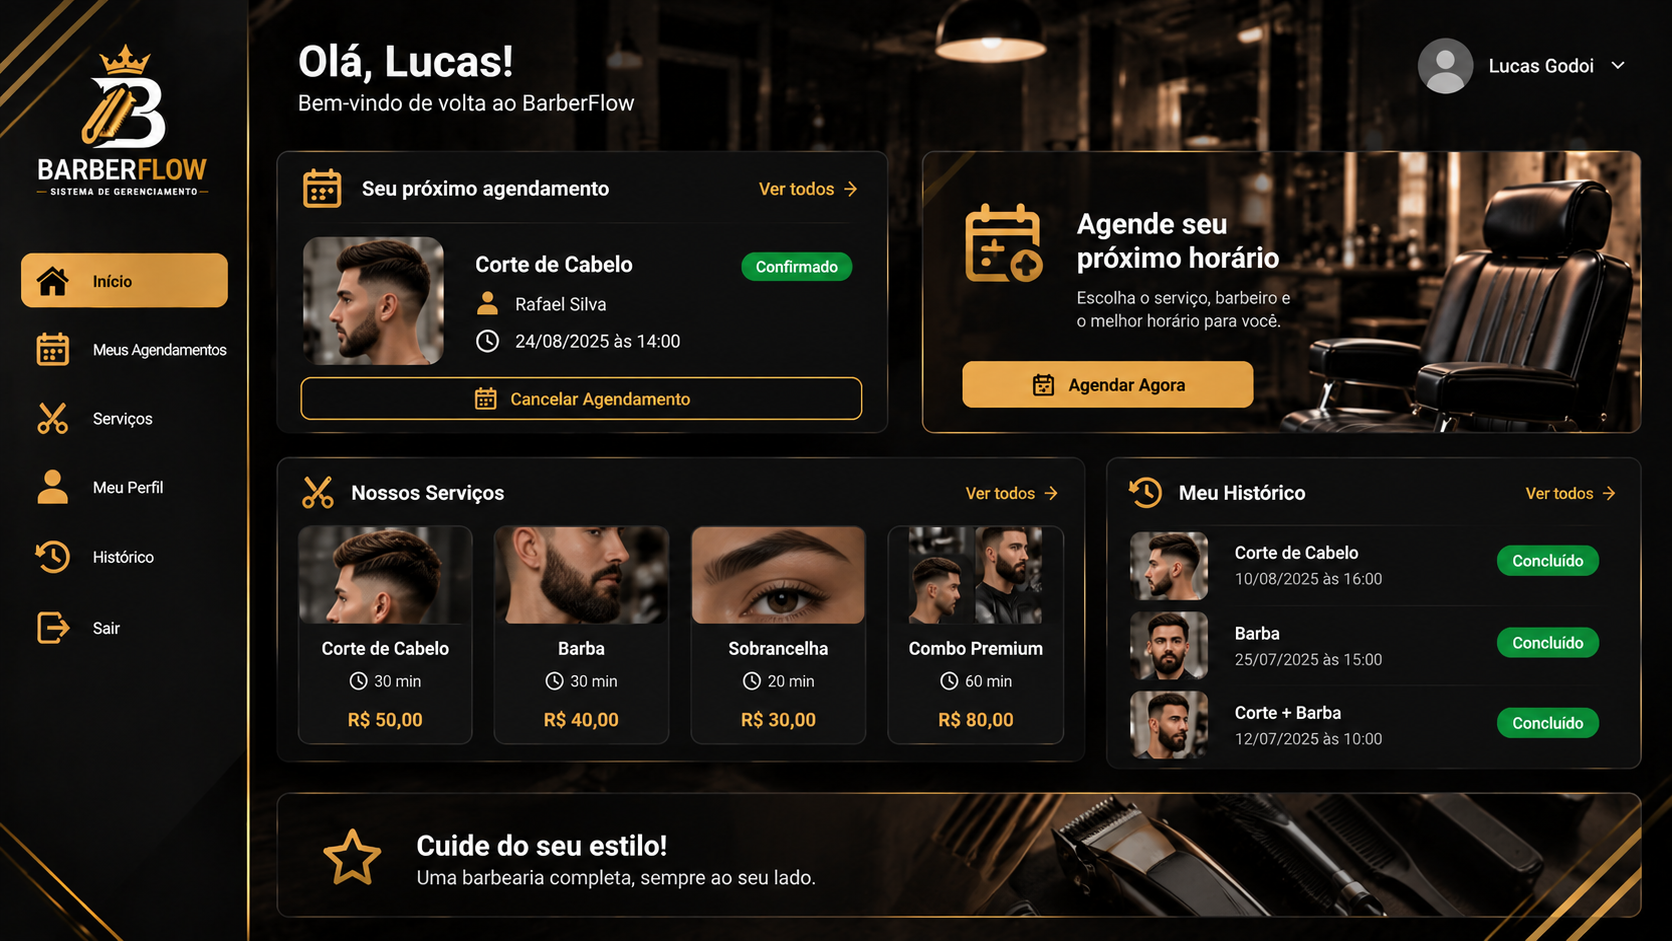 BARBERFLOW
SISTEMA DE GERENCIAMENTO
Início
Meus Agendamentos
Serviços
Meu Perfil
Histórico
Sair
Olá, Lucas!
Bem-vindo de volta ao BarberFlow
Lucas Godoi
Seu próximo agendamento
Ver todos
Corte de Cabelo
Confirmado
Rafael Silva
24/08/2025 às 14:00
Cancelar Agendamento
Agende seu
próximo horário
Escolha o serviço, barbeiro e
o melhor horário para você.
Agendar Agora
Nossos Serviços
Ver todos
Corte de Cabelo
30 min
R$ 50,00
Barba
30 min
R$ 40,00
Sobrancelha
20 min
R$ 30,00
Combo Premium
60 min
R$ 80,00
Meu Histórico
Ver todos
Corte de Cabelo
10/08/2025 às 16:00
Concluído
Barba
25/07/2025 às 15:00
Concluído
Corte + Barba
12/07/2025 às 10:00
Concluído
Cuide do seu estilo!
Uma barbearia completa, sempre ao seu lado.